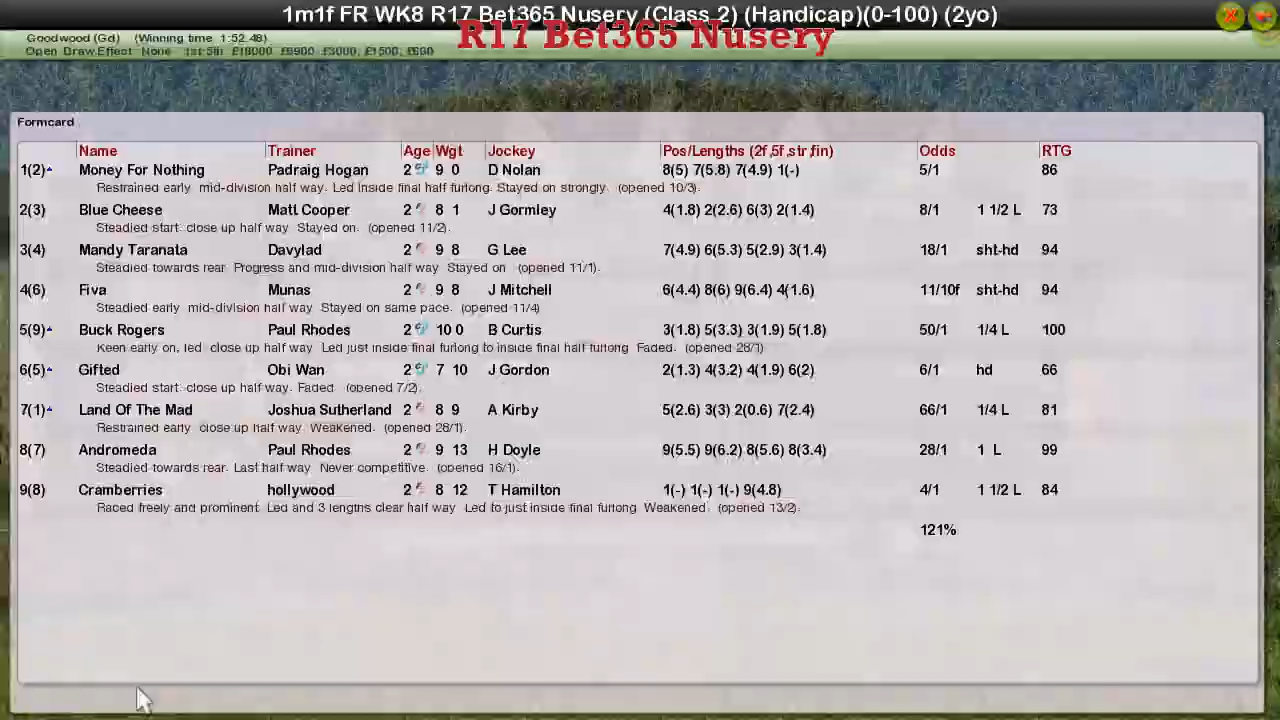 1m1f FR WK8 R17 Bet365 Nusery (Class 2) (Handicap)(0-100) (2yo)
R17 Bet365 Nusery
Goodwood (Gd) (Winning time 1:52.48)
Open Draw Effect None 1st-5th £18000 £6900 £3000, £1500, £600
Formcard
Name Trainer Age Wgt Jockey Pos/Lengths (2f,5f,str,fin) Odds RTG
1(2) Money For Nothing Padraig Hogan 2 9 0 D Nolan 8(5) 7(5.8) 7(4.9) 1(-) 5/1 86
Restrained early mid-division half way. Led inside final half furlong. Stayed on strongly. (opened 10/3).
2(3) Blue Cheese Matt Cooper 2 8 1 J Gormley 4(1.8) 2(2.6) 6(3) 2(1.4) 8/1 1 1/2 L 73
Steadied start close up half way. Stayed on. (opened 11/2).
3(4) Mandy Taranata Davylad 2 9 8 G Lee 7(4.9) 6(5.3) 5(2.9) 3(1.4) 18/1 sht-hd 94
Steadied towards rear Progress and mid-division half way Stayed on (opened 11/1).
4(6) Fiva Munas 2 9 8 J Mitchell 6(4.4) 8(6) 9(6.4) 4(1.6) 11/10f sht-hd 94
Steadied early mid-division half way Stayed on same pace. (opened 11/4)
5(9) Buck Rogers Paul Rhodes 2 10 0 B Curtis 3(1.8) 5(3.3) 3(1.9) 5(1.8) 50/1 1/4 L 100
Keen early on, led close up half way Led just inside final furlong to inside final half furlong Faded. (opened 28/1)
6(5) Gifted Obi Wan 2 7 10 J Gordon 2(1.3) 4(3.2) 4(1.9) 6(2) 6/1 hd 66
Steadied start close up half way. Faded (opened 7/2).
7(1) Land Of The Mad Joshua Sutherland 2 8 9 A Kirby 5(2.6) 3(3) 2(0.6) 7(2.4) 66/1 1/4 L 81
Restrained early close up half way Weakened. (opened 28/1).
8(7) Andromeda Paul Rhodes 2 9 13 H Doyle 9(5.5) 9(6.2) 8(5.6) 8(3.4) 28/1 1 L 99
Steadied towards rear. Last half way Never competitive. (opened 16/1).
9(8) Cramberries hollywood 2 8 12 T Hamilton 1(-) 1(-) 1(-) 9(4.8) 4/1 1 1/2 L 84
Raced freely and prominent Led and 3 lengths clear half way Led to just inside final furlong Weakened. (opened 13/2).
121%